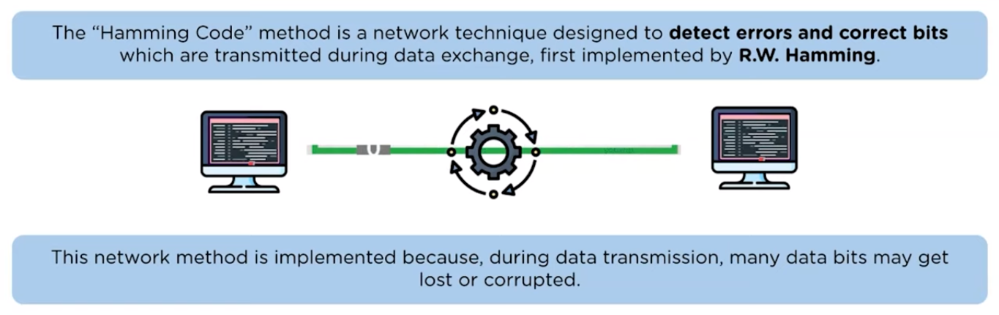 The “Hamming Code” method is a network technique designed to detect errors and correct bits
which are transmitted during data exchange, first implemented by R.W. Hamming.
This network method is implemented because, during data transmission, many data bits may get
lost or corrupted.